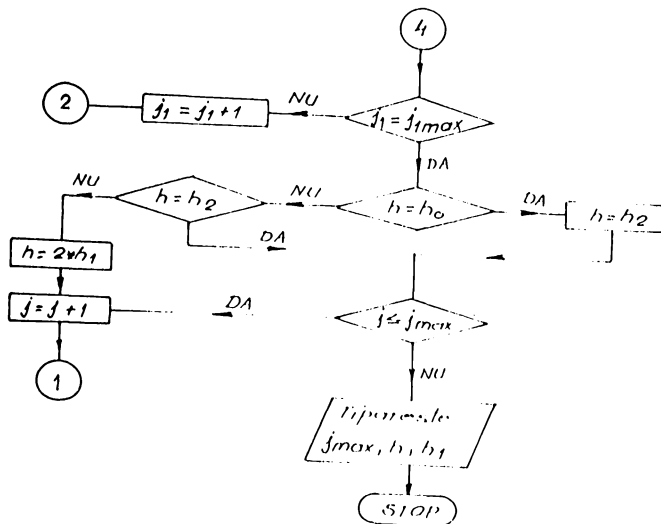 4
2
j₁ = j₁ + 1
NU
j₁ = j₁max
DA
NU
h = h₂
NU
h = h₀
DA
h = h₂
DA
h = 2*h₁
j = j + 1
DA
j ≤ jmax
1
NU
Tipareste
jmax, h, h₁
STOP